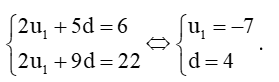 {2u₁ + 5d = 6 ⇔ {u₁ = −7
{2u₁ + 9d = 22 {d = 4.